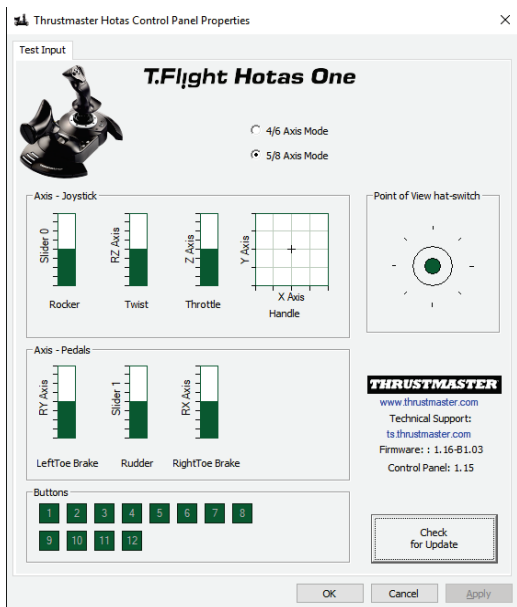 Thrustmaster Hotas Control Panel Properties
Test Input
T.Flight Hotas One
4/6 Axis Mode
5/8 Axis Mode
Axis - Joystick
Slider 0
RZ Axis
Z Axis
Y Axis
X Axis
Rocker
Twist
Throttle
Handle
Point of View hat-switch
Axis - Pedals
RY Axis
Slider 1
RX Axis
LeftToe Brake
Rudder
RightToe Brake
THRUSTMASTER
www.thrustmaster.com
Technical Support:
ts.thrustmaster.com
Firmware: : 1.16-B1.03
Control Panel: 1.15
Buttons
1 2 3 4 5 6 7 8
9 10 11 12
Check
for Update
OK
Cancel
Apply